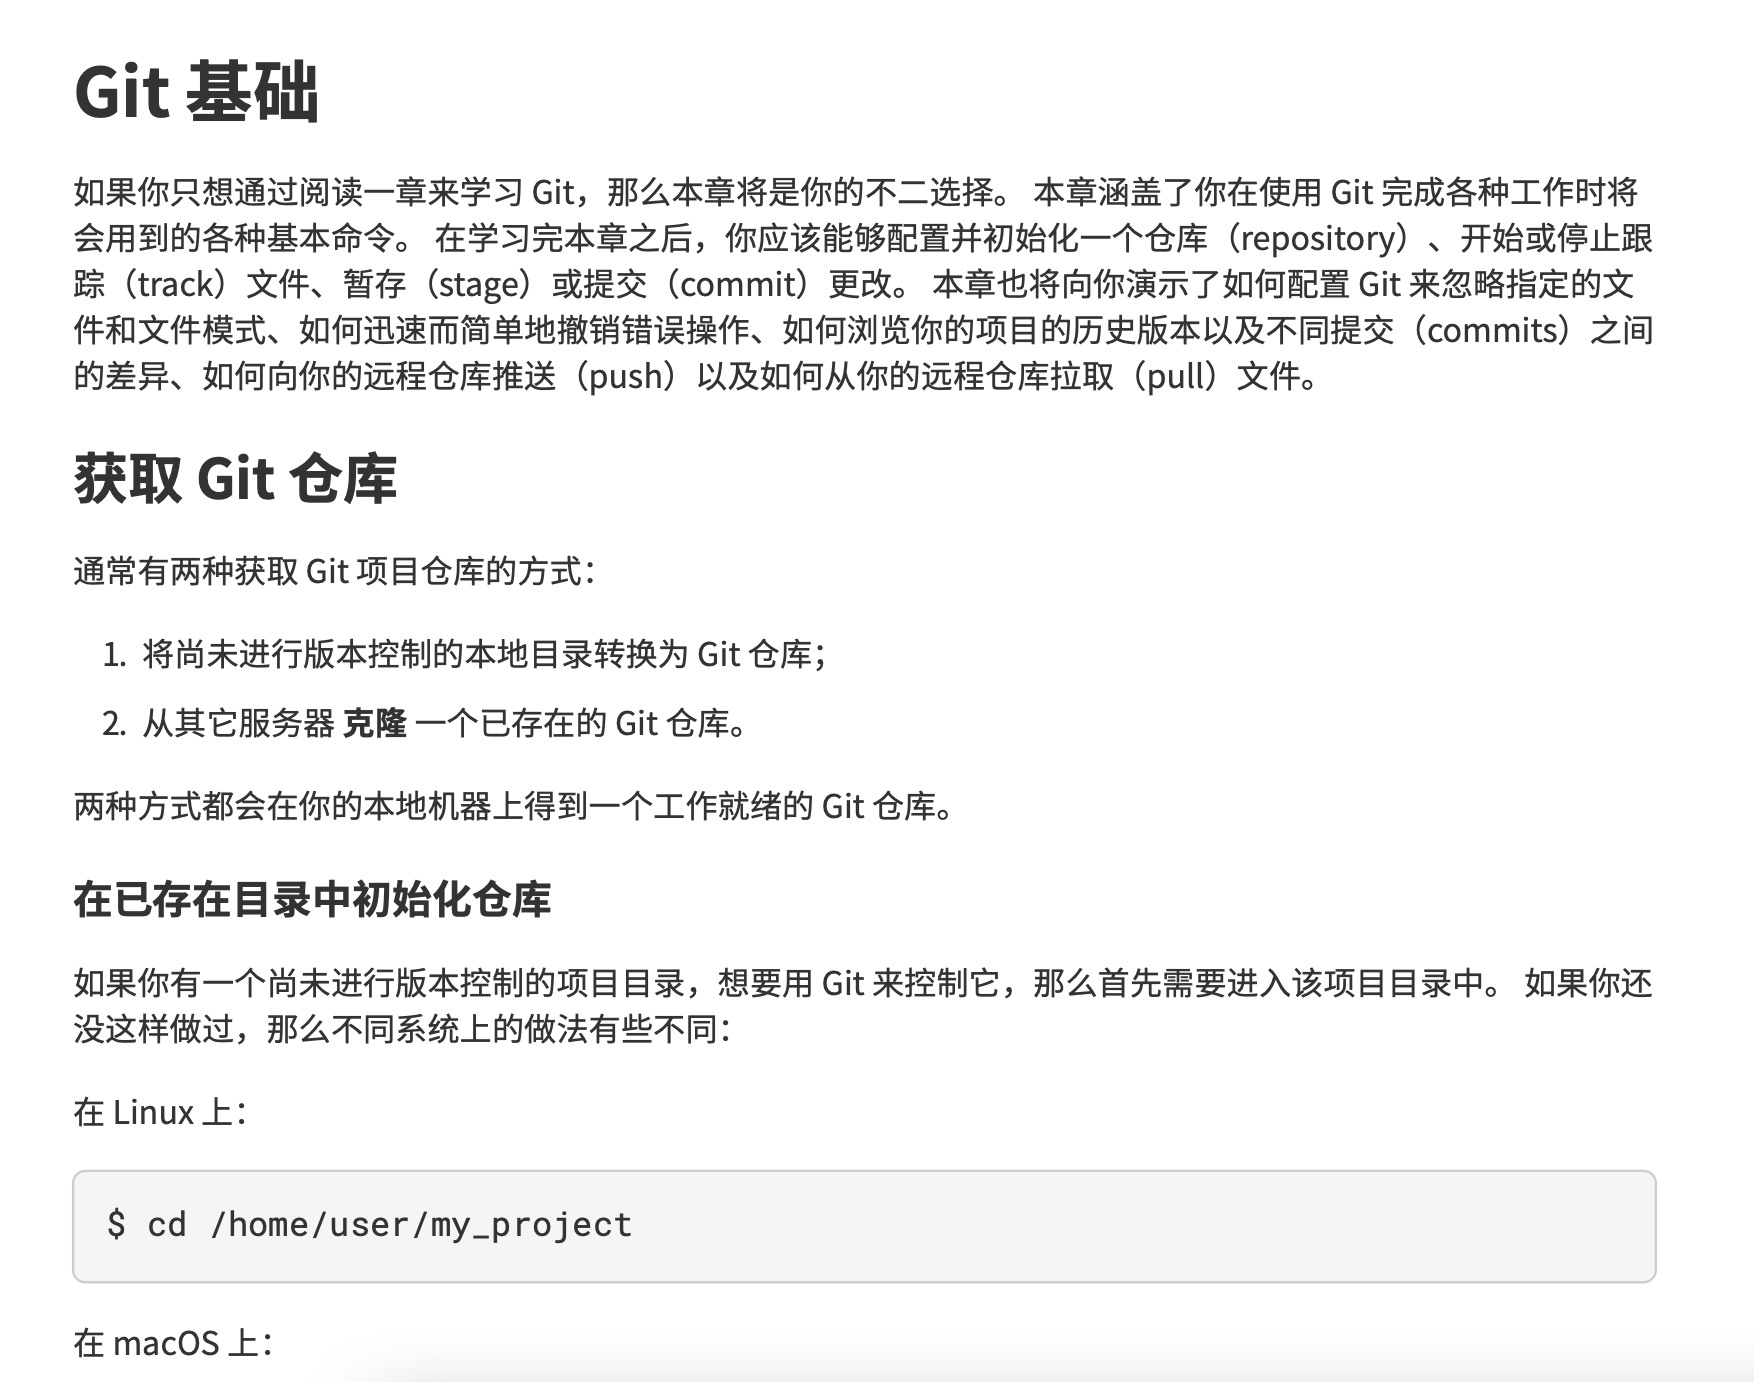 Git 基础
如果你只想通过阅读一章来学习 Git，那么本章将是你的不二选择。 本章涵盖了你在使用 Git 完成各种工作时将
会用到的各种基本命令。 在学习完本章之后，你应该能够配置并初始化一个仓库（repository）、开始或停止跟
踪（track）文件、暂存（stage）或提交（commit）更改。 本章也将向你演示了如何配置 Git 来忽略指定的文
件和文件模式、如何迅速而简单地撤销错误操作、如何浏览你的项目的历史版本以及不同提交（commits）之间
的差异、如何向你的远程仓库推送（push）以及如何从你的远程仓库拉取（pull）文件。
获取 Git 仓库
通常有两种获取 Git 项目仓库的方式：
1. 将尚未进行版本控制的本地目录转换为 Git 仓库；
2. 从其它服务器 克隆 一个已存在的 Git 仓库。
两种方式都会在你的本地机器上得到一个工作就绪的 Git 仓库。
在已存在目录中初始化仓库
如果你有一个尚未进行版本控制的项目目录，想要用 Git 来控制它，那么首先需要进入该项目目录中。 如果你还
没这样做过，那么不同系统上的做法有些不同：
在 Linux 上：
$ cd /home/user/my_project
在 macOS 上：